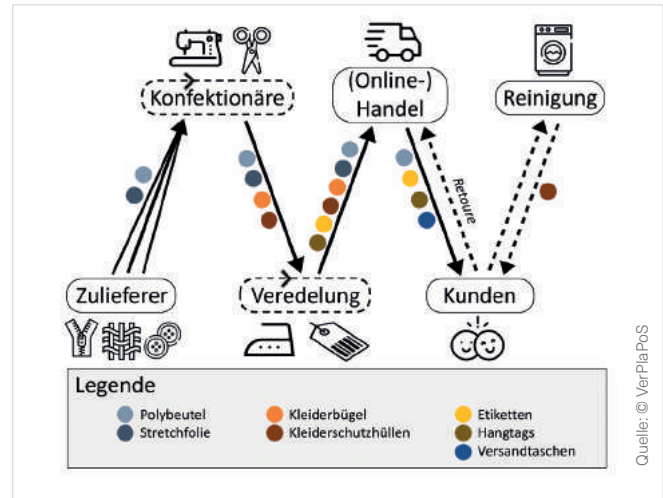 Konfektionäre
(Online-)
Handel
Reinigung
Retoure
Zulieferer
Veredelung
Kunden
Legende
Polybeutel
Kleiderbügel
Etiketten
Stretchfolie
Kleiderschutzhüllen
Hangtags
Versandtaschen
Quelle: © VerPlaPoS